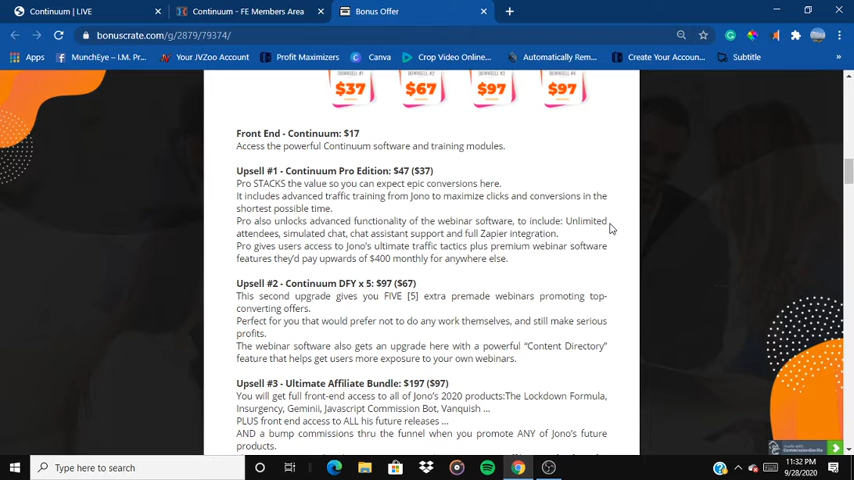 Continuum | LIVE
Continuum - FE Members Area
Bonus Offer
bonuscrate.com/g/2879/79374/
Apps
MunchEye – I.M. Pr...
Your JVZoo Account
Profit Maximizers
Canva
Crop Video Online...
Automatically Rem...
Create Your Accoun...
Subtitle
$37
$67
$97
$97
Front End - Continuum: $17
Access the powerful Continuum software and training modules.
Upsell #1 - Continuum Pro Edition: $47 ($37)
Pro STACKS the value so you can expect epic conversions here.
It includes advanced traffic training from Jono to maximize clicks and conversions in the
shortest possible time.
Pro also unlocks advanced functionality of the webinar software, to include: Unlimited
attendees, simulated chat, chat assistant support and full Zapier integration.
Pro gives users access to Jono's ultimate traffic tactics plus premium webinar software
features they'd pay upwards of $400 monthly for anywhere else.
Upsell #2 - Continuum DFY x 5: $97 ($67)
This second upgrade gives you FIVE [5] extra premade webinars promoting top-
converting offers.
Perfect for you that would prefer not to do any work themselves, and still make serious
profits.
The webinar software also gets an upgrade here with a powerful "Content Directory"
feature that helps get users more exposure to your own webinars.
Upsell #3 - Ultimate Affiliate Bundle: $197 ($97)
You will get full front-end access to all of Jono's 2020 products:The Lockdown Formula,
Insurgency, Geminii, Javascript Commission Bot, Vanquish ...
PLUS front end access to ALL his future releases ...
AND a bump commissions thru the funnel when you promote ANY of Jono's future
products.
Type here to search
11:32 PM
9/28/2020